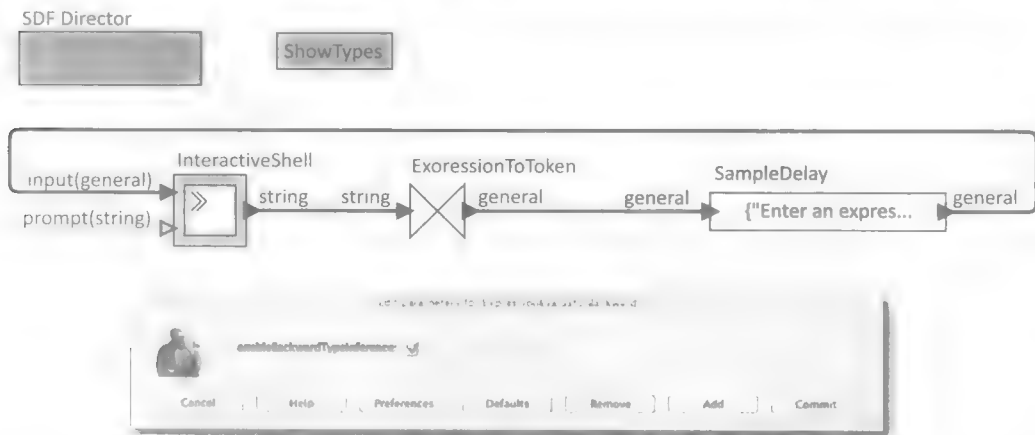 SDF Director
ShowTypes
InteractiveShell
ExoressionToToken
SampleDelay
input(general)
string
string
general
general
{"Enter an expres...
general
prompt(string)
enableBackwardTypeInference:
Cancel
Help
Preferences
Defaults
Remove
Add
Commit